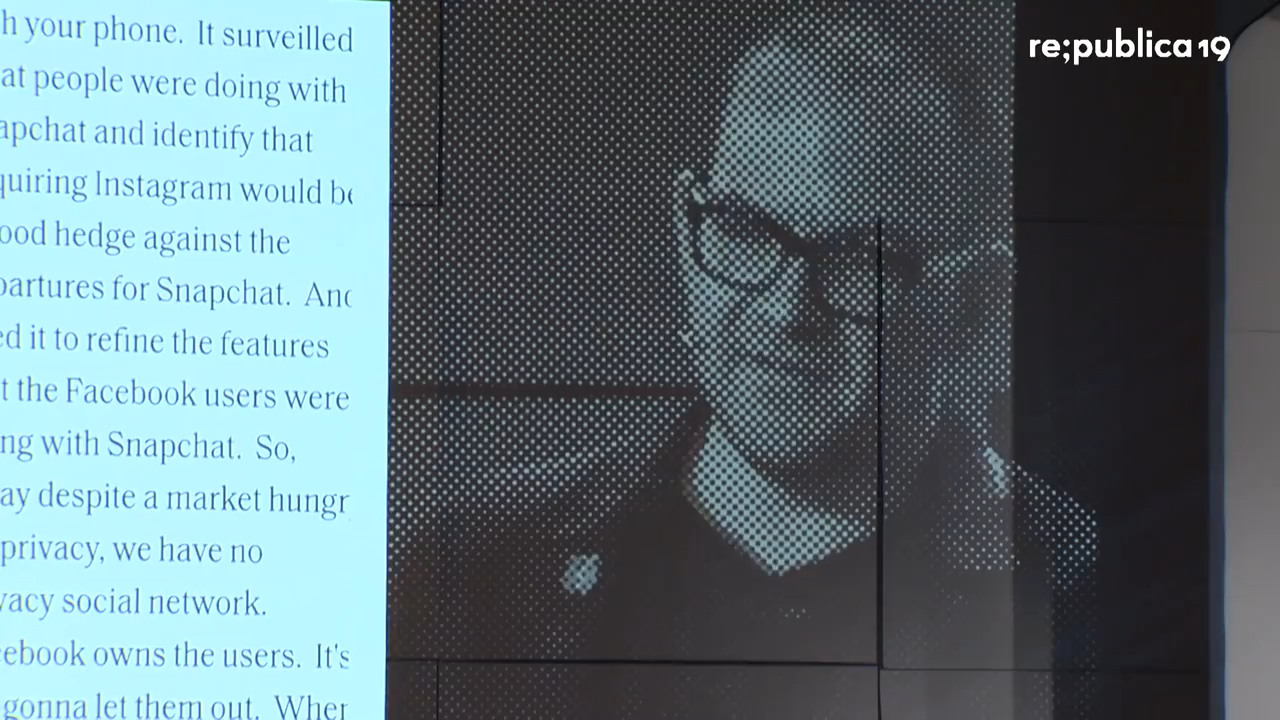 h your phone. It surveilled
at people were doing with
apchat and identify that
quiring Instagram would be
ood hedge against the
partures for Snapchat. And
ed it to refine the features
t the Facebook users were
ng with Snapchat. So,
ay despite a market hungr
privacy, we have no
vacy social network.
ebook owns the users. It's
gonna let them out. When
re;publica 19